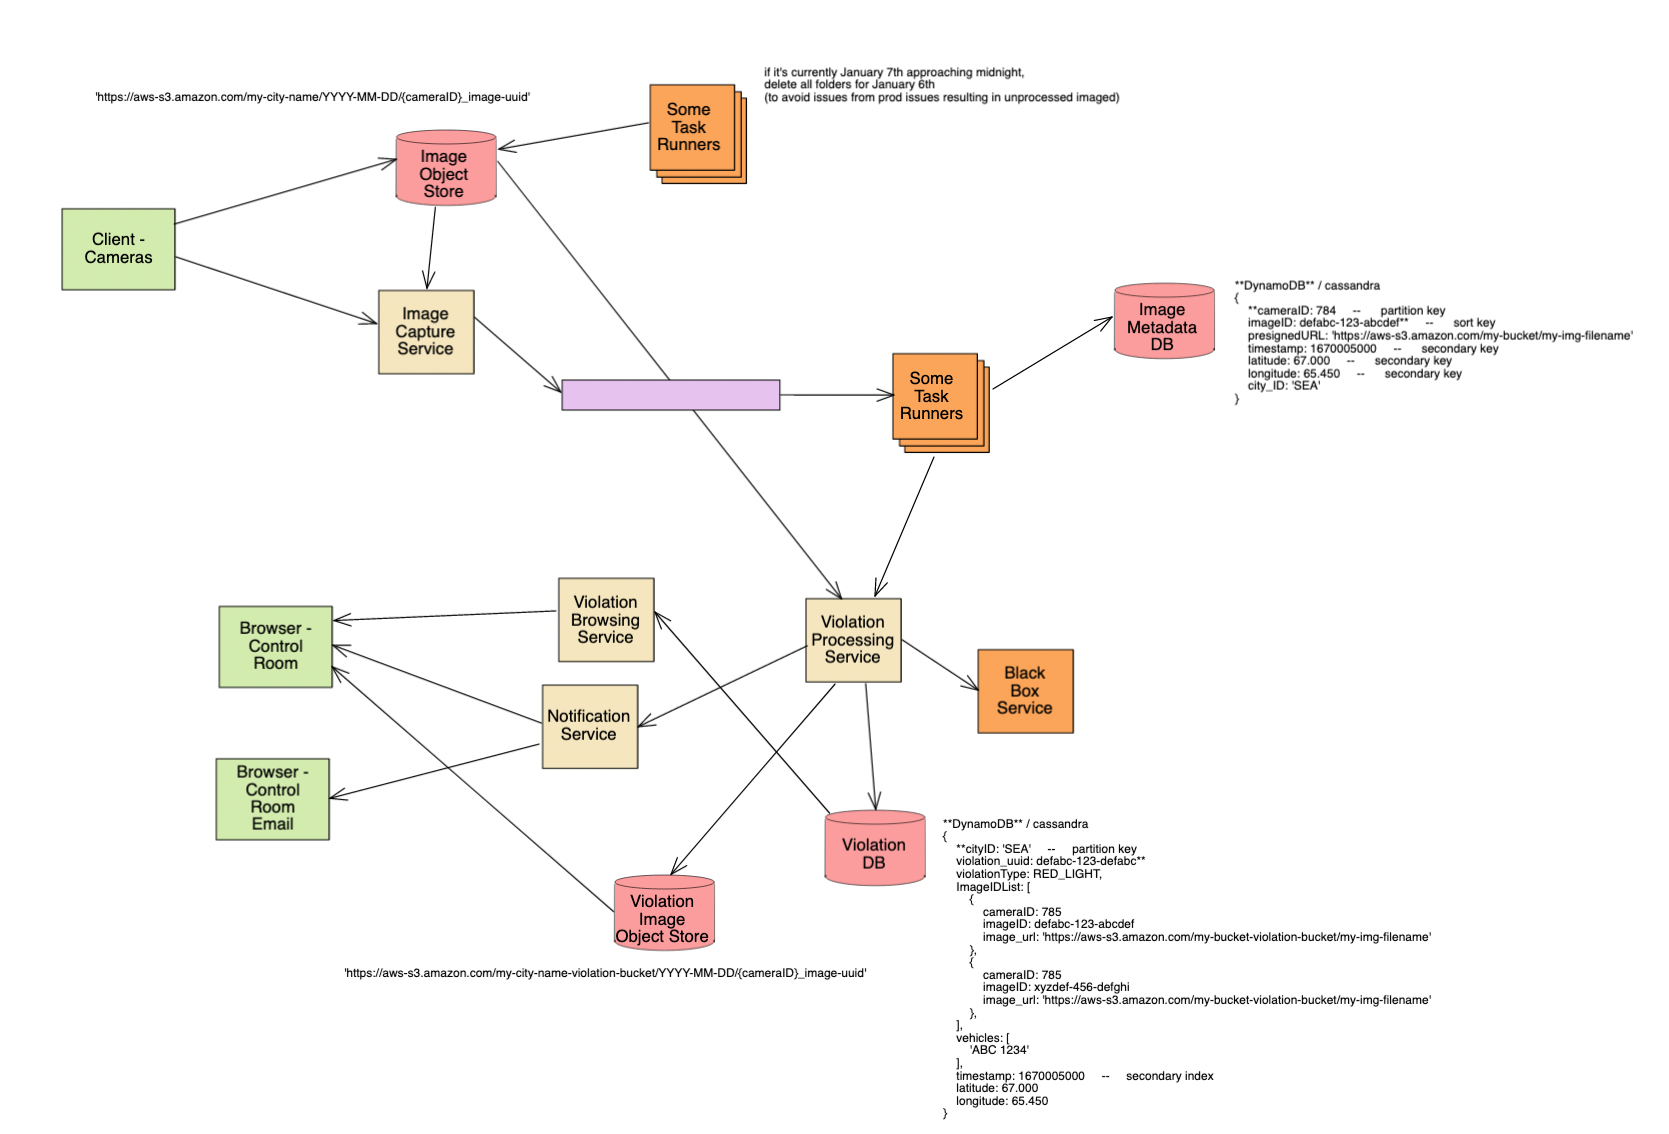 if it's currently January 7th approaching midnight,
delete all folders for January 6th
(to avoid issues from prod issues resulting in unprocessed imaged)
'https://aws-s3.amazon.com/my-city-name/YYYY-MM-DD/{cameraID}_image-uuid'
Some
Task
Runners
Image
Object
Store
Client -
Cameras
Image
Capture
Service
Image
Metadata
DB
**DynamoDB** / cassandra
{
**cameraID: 784 -- partition key
imageID: defabc-123-abcdef** -- sort key
presignedURL: 'https://aws-s3.amazon.com/my-bucket/my-img-filename'
timestamp: 1670005000 -- secondary key
latitude: 67.000 -- secondary key
longitude: 65.450 -- secondary key
city_ID: 'SEA'
}
Some
Task
Runners
Violation
Browsing
Service
Browser -
Control
Room
Violation
Processing
Service
Black
Box
Service
Notification
Service
Browser -
Control
Room
Email
Violation
DB
Violation
Image
Object Store
'https://aws-s3.amazon.com/my-city-name-violation-bucket/YYYY-MM-DD/{cameraID}_image-uuid'
**DynamoDB** / cassandra
{
**cityID: 'SEA' -- partition key
violation_uuid: defabc-123-defabc**
violationType: RED_LIGHT,
ImageIDList: [
{
cameraID: 785
imageID: defabc-123-abcdef
image_url: 'https://aws-s3.amazon.com/my-bucket-violation-bucket/my-img-filename'
},
{
cameraID: 785
imageID: xyzdef-456-defghi
image_url: 'https://aws-s3.amazon.com/my-bucket-violation-bucket/my-img-filename'
},
],
vehicles: [
'ABC 1234'
],
timestamp: 1670005000 -- secondary index
latitude: 67.000
longitude: 65.450
}